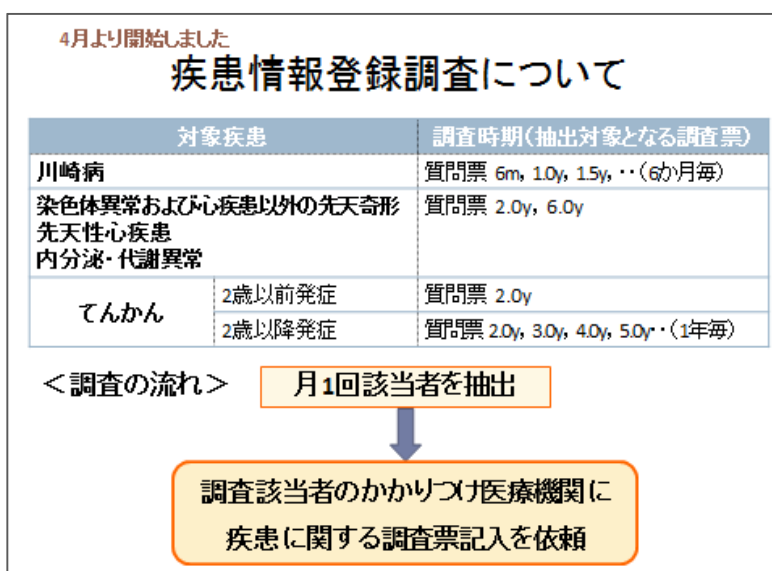 4月より開始しました
疾患情報登録調査について
対象疾患 調査時期(抽出対象となる調査票)
川崎病 質問票 6m, 1.0y, 1.5y, ‥(6か月毎)
染色体異常および心疾患以外の先天奇形 質問票 2.0y, 6.0y
先天性心疾患
内分泌・代謝異常
てんかん 2歳以前発症 質問票 2.0y
2歳以降発症 質問票 2.0y, 3.0y, 4.0y, 5.0y‥(1年毎)
<調査の流れ> 月1回該当者を抽出
調査該当者のかかりつけ医療機関に
疾患に関する調査票記入を依頼